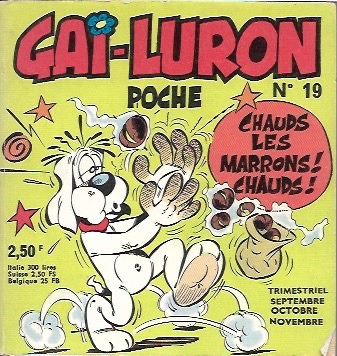 GAI-LURON
POCHE
N° 19
CHAUDS
LES
MARRONS!
CHAUDS!
2,50 F
Italie 300 lires
Suisse 2,50 FS
Belgique 25 FB
TRIMESTRIEL
SEPTEMBRE
OCTOBRE
NOVEMBRE